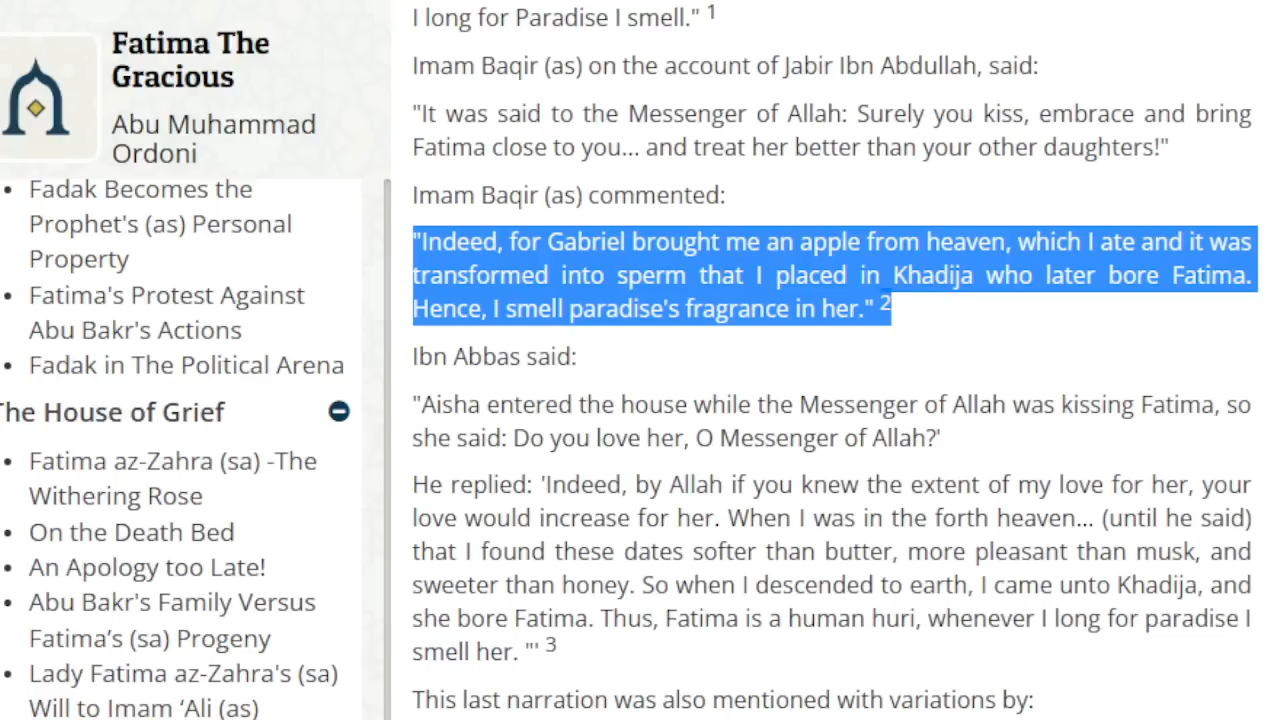 Fatima The
Gracious
Abu Muhammad
Ordoni
• Fadak Becomes the
Prophet's (as) Personal
Property
• Fatima's Protest Against
Abu Bakr's Actions
• Fadak in The Political Arena
The House of Grief
• Fatima az-Zahra (sa) -The
Withering Rose
• On the Death Bed
• An Apology too Late!
• Abu Bakr's Family Versus
Fatima’s (sa) Progeny
• Lady Fatima az-Zahra's (sa)
Will to Imam ‘Ali (as)
I long for Paradise I smell." 1
Imam Baqir (as) on the account of Jabir Ibn Abdullah, said:
"It was said to the Messenger of Allah: Surely you kiss, embrace and bring
Fatima close to you... and treat her better than your other daughters!"
Imam Baqir (as) commented:
"Indeed, for Gabriel brought me an apple from heaven, which I ate and it was
transformed into sperm that I placed in Khadija who later bore Fatima.
Hence, I smell paradise's fragrance in her." 2
Ibn Abbas said:
"Aisha entered the house while the Messenger of Allah was kissing Fatima, so
she said: Do you love her, O Messenger of Allah?'
He replied: 'Indeed, by Allah if you knew the extent of my love for her, your
love would increase for her. When I was in the forth heaven... (until he said)
that I found these dates softer than butter, more pleasant than musk, and
sweeter than honey. So when I descended to earth, I came unto Khadija, and
she bore Fatima. Thus, Fatima is a human huri, whenever I long for paradise I
smell her. "' 3
This last narration was also mentioned with variations by: